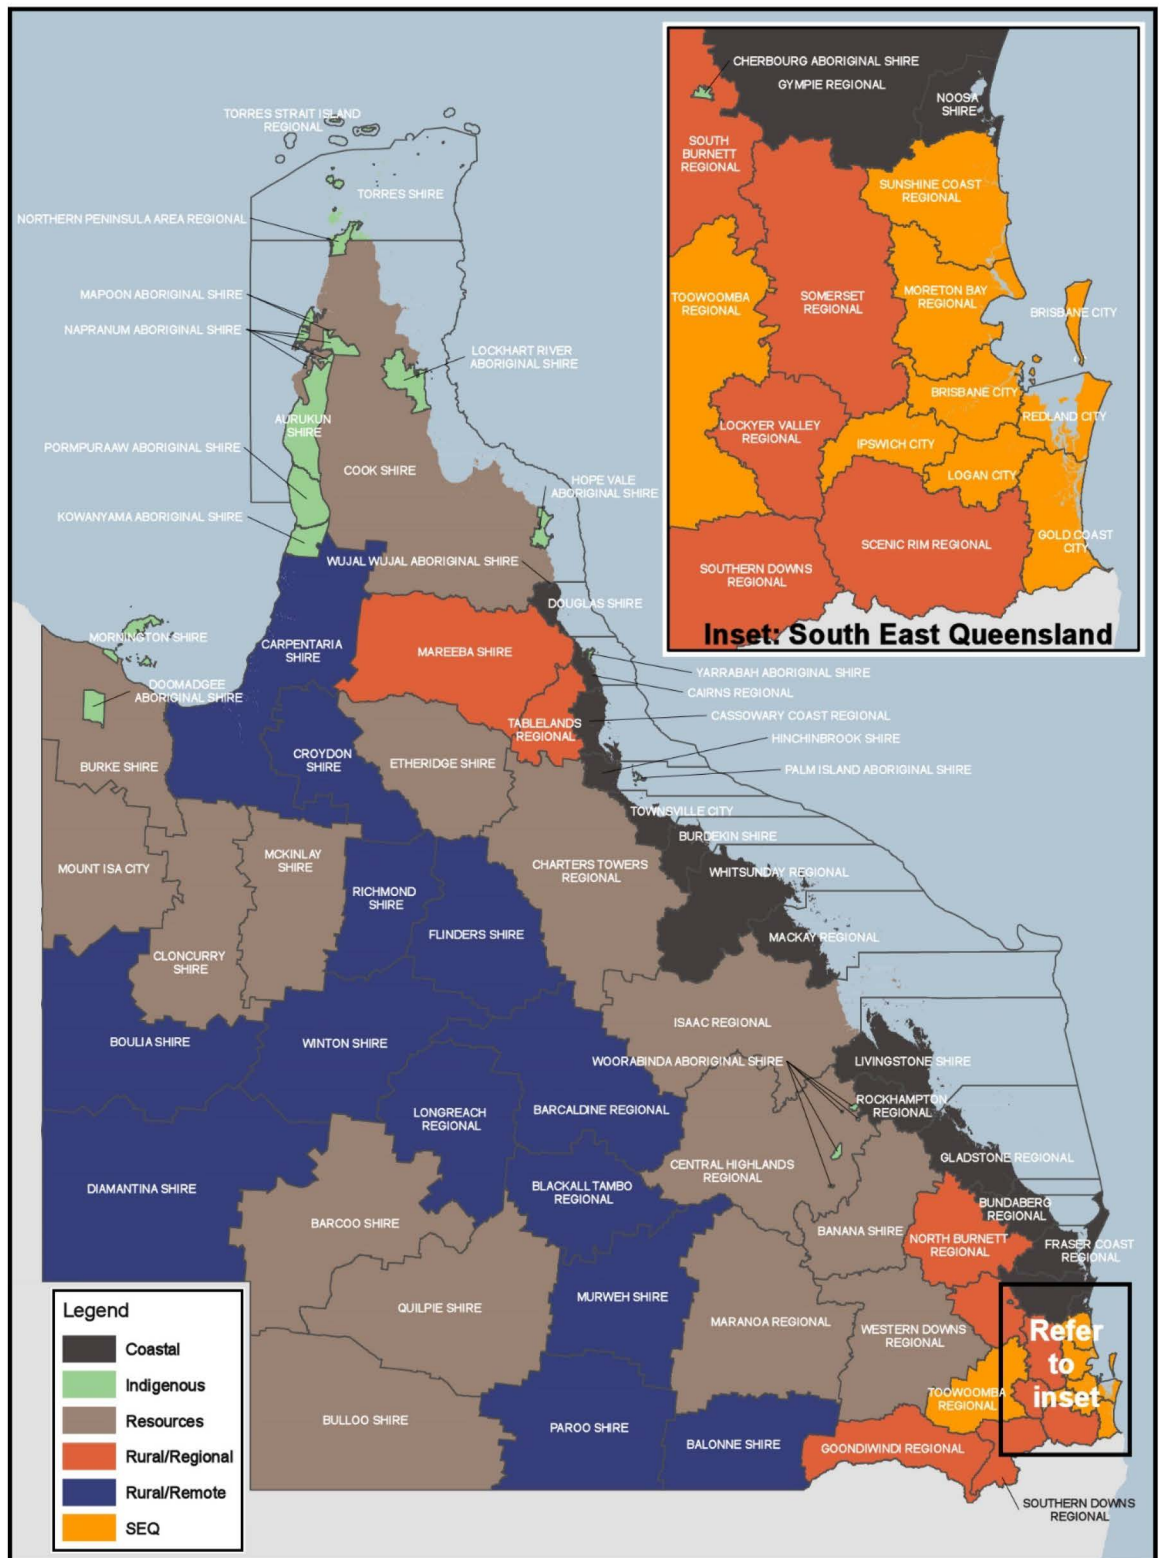 CHERBOURG ABORIGINAL SHIRE
GYMPIE REGIONAL
NOOSA
SHIRE
SOUTH
BURNETT
REGIONAL
SUNSHINE COAST
REGIONAL
TOOWOOMBA
REGIONAL
SOMERSET
REGIONAL
MORETON BAY
REGIONAL
BRISBANE CITY
BRISBANE CITY
REDLAND CITY
LOCKYER VALLEY
REGIONAL
IPSWICH CITY
LOGAN CITY
GOLD COAST
CITY
SCENIC RIM REGIONAL
SOUTHERN DOWNS
REGIONAL
Inset: South East Queensland
TORRES STRAIT ISLAND
REGIONAL
TORRES SHIRE
NORTHERN PENINSULA AREA REGIONAL
MAPOON ABORIGINAL SHIRE
NAPRANUM ABORIGINAL SHIRE
LOCKHART RIVER
ABORIGINAL SHIRE
AURUKUN
SHIRE
PORMPURAAW ABORIGINAL SHIRE
COOK SHIRE
HOPE VALE
ABORIGINAL SHIRE
KOWANYAMA ABORIGINAL SHIRE
WUJAL WUJAL ABORIGINAL SHIRE
DOUGLAS SHIRE
MORNINGTON SHIRE
CARPENTARIA
SHIRE
MAREEBA SHIRE
YARRABAH ABORIGINAL SHIRE
CAIRNS REGIONAL
DOOMADGEE
ABORIGINAL SHIRE
CASSOWARY COAST REGIONAL
TABLELANDS
REGIONAL
HINCHINBROOK SHIRE
CROYDON
SHIRE
ETHERIDGE SHIRE
BURKE SHIRE
PALM ISLAND ABORIGINAL SHIRE
TOWNSVILLE CITY
BURDEKIN SHIRE
MOUNT ISA CITY
MCKINLAY
SHIRE
CHARTERS TOWERS
REGIONAL
WHITSUNDAY REGIONAL
RICHMOND
SHIRE
FLINDERS SHIRE
MACKAY REGIONAL
CLONCURRY
SHIRE
ISAAC REGIONAL
BOULIA SHIRE
WINTON SHIRE
WOORABINDA ABORIGINAL SHIRE
LIVINGSTONE SHIRE
ROCKHAMPTON
REGIONAL
LONGREACH
REGIONAL
BARCALDINE REGIONAL
GLADSTONE REGIONAL
CENTRAL HIGHLANDS
REGIONAL
DIAMANTINA SHIRE
BLACKALL TAMBO
REGIONAL
BUNDABERG
REGIONAL
BARCOO SHIRE
BANANA SHIRE
NORTH BURNETT
REGIONAL
FRASER COAST
REGIONAL
QUILPIE SHIRE
MURWEH SHIRE
MARANOA REGIONAL
WESTERN DOWNS
REGIONAL
Refer
to
inset
TOOWOOMBA
REGIONAL
BULLOO SHIRE
PAROO SHIRE
BALONNE SHIRE
GOONDIWINDI REGIONAL
SOUTHERN DOWNS
REGIONAL
Legend
Coastal
Indigenous
Resources
Rural/Regional
Rural/Remote
SEQ